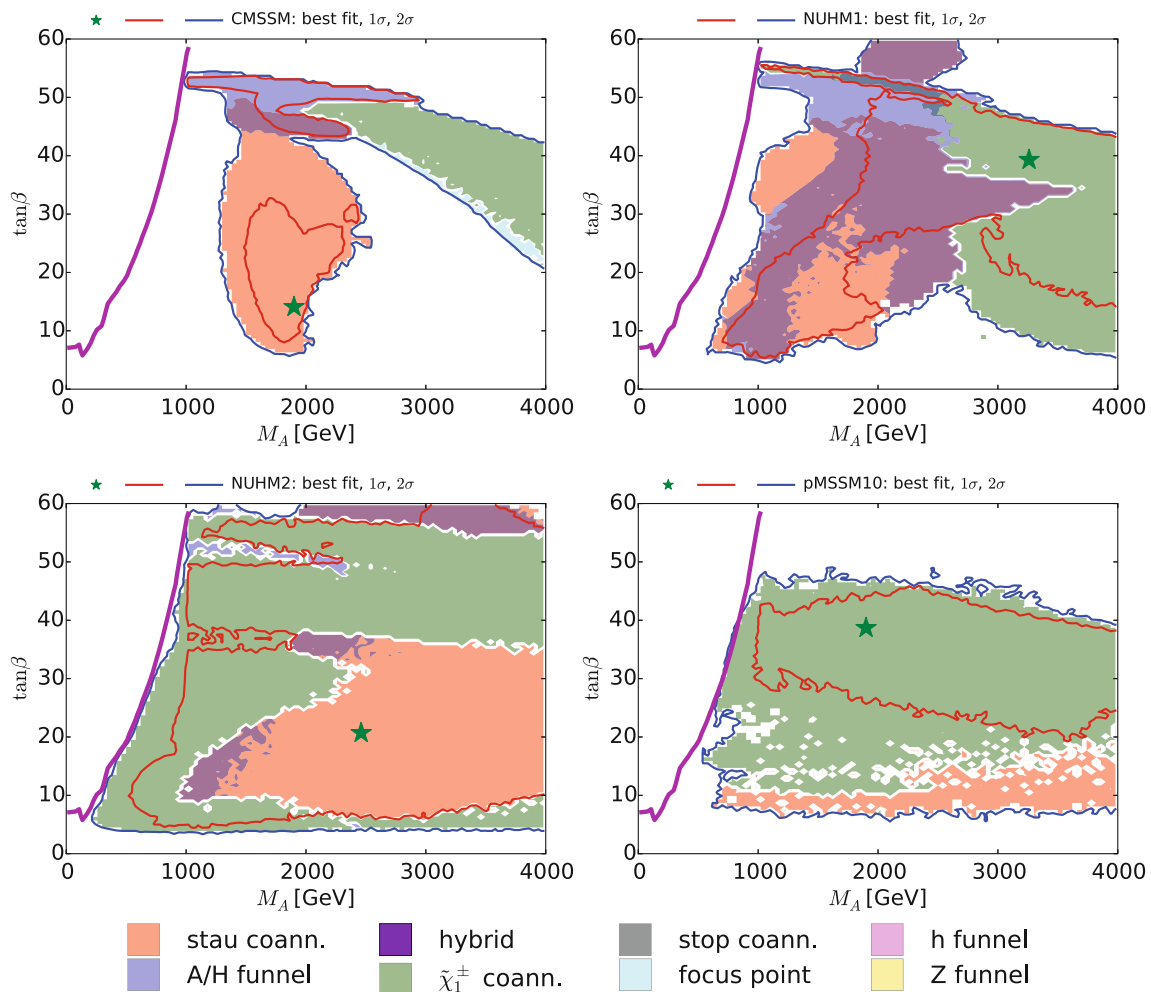 CMSSM: best fit, 1σ, 2σ
NUHM1: best fit, 1σ, 2σ
60
50
40
30
20
10
0
tanβ
0 1000 2000 3000 4000
M_A [GeV]
60
50
40
30
20
10
0
tanβ
0 1000 2000 3000 4000
M_A [GeV]
NUHM2: best fit, 1σ, 2σ
pMSSM10: best fit, 1σ, 2σ
60
50
40
30
20
10
0
tanβ
0 1000 2000 3000 4000
M_A [GeV]
60
50
40
30
20
10
0
tanβ
0 1000 2000 3000 4000
M_A [GeV]
stau coann. hybrid stop coann. h funnel
A/H funnel χ̃₁± coann. focus point Z funnel